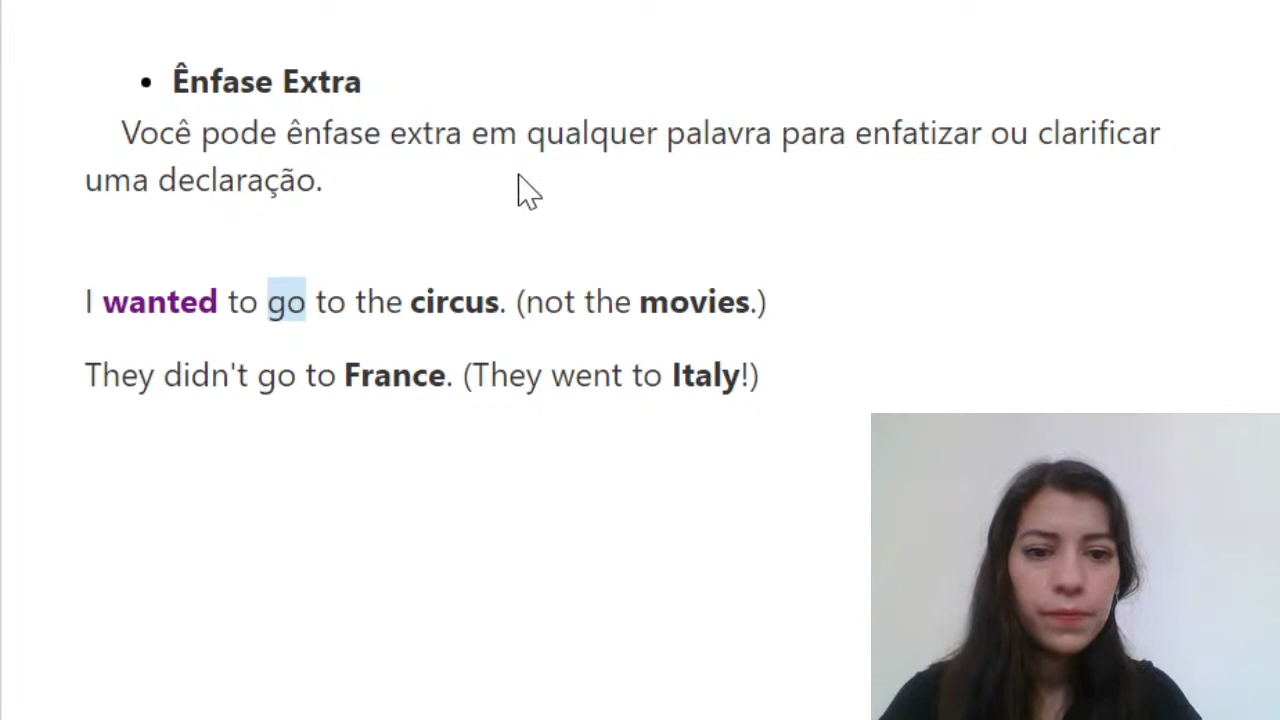 Ênfase Extra
Você pode ênfase extra em qualquer palavra para enfatizar ou clarificar
uma declaração.
I wanted to go to the circus. (not the movies.)
They didn't go to France. (They went to Italy!)